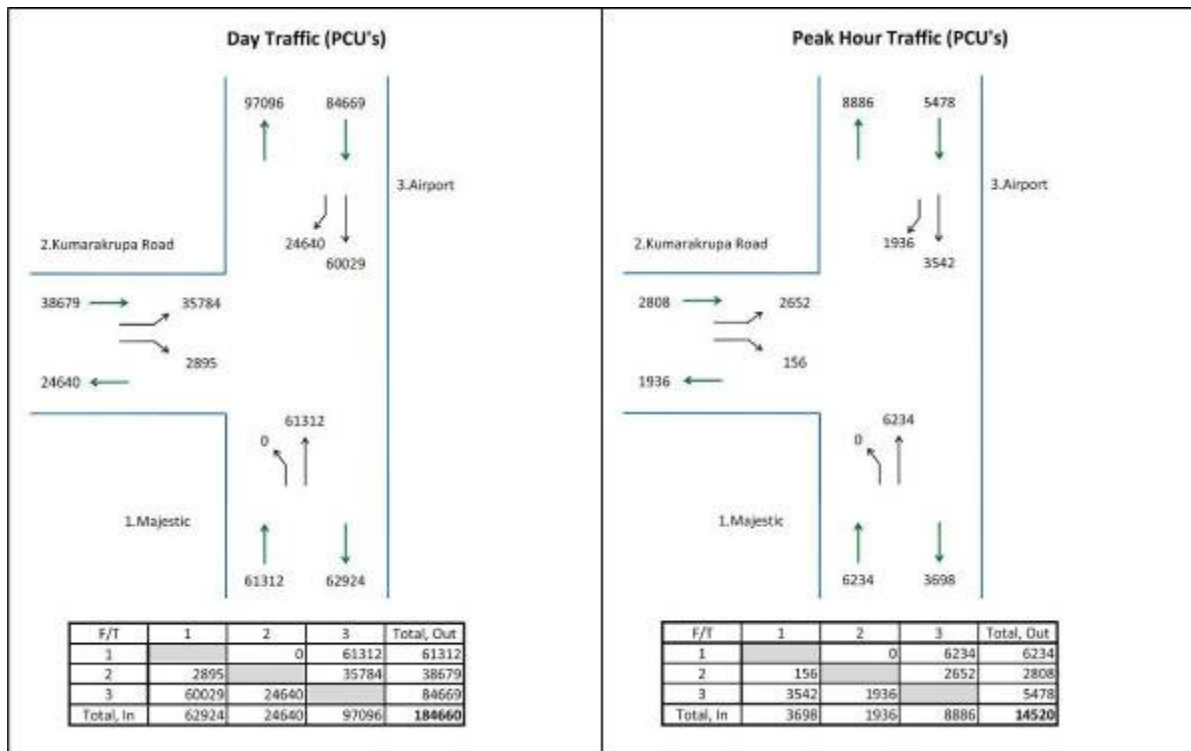 Day Traffic (PCU's)
97096 84669
3.Airport
2.Kumarakrupa Road
24640
60029
38679 35784
2895
24640
61312
0
1.Majestic
61312 62924
F/T 1 2 3 Total, Out
1 0 61312 61312
2 2895 35784 38679
3 60029 24640 84669
Total, In 62924 24640 97096 184660
Peak Hour Traffic (PCU's)
8886 5478
3.Airport
2.Kumarakrupa Road
1936
3542
2808 2652
156
1936
6234
0
1.Majestic
6234 3698
F/T 1 2 3 Total, Out
1 0 6234 6234
2 156 2652 2808
3 3542 1936 5478
Total, In 3698 1936 8886 14520